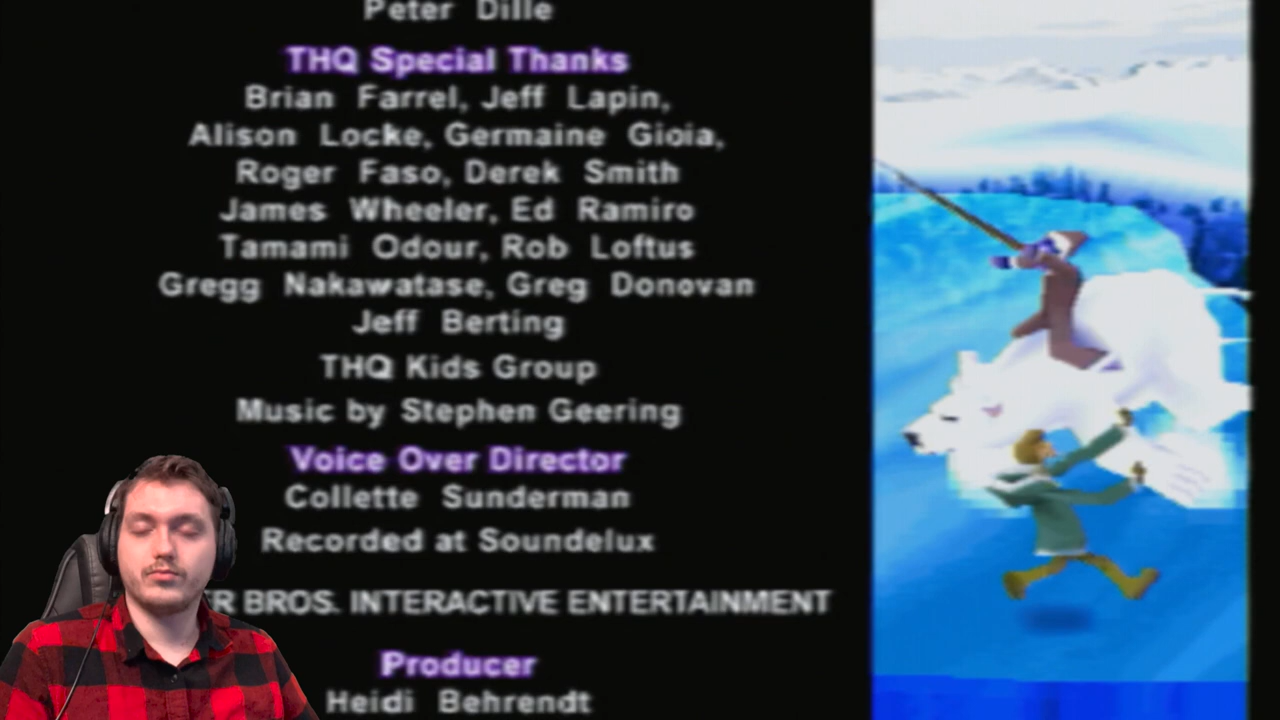 Peter Dille
THQ Special Thanks
Brian Farrel, Jeff Lapin,
Alison Locke, Germaine Gioia,
Roger Faso, Derek Smith
James Wheeler, Ed Ramiro
Tamami Odour, Rob Loftus
Gregg Nakawatase, Greg Donovan
Jeff Berting
THQ Kids Group
Music by Stephen Geering
Voice Over Director
Collette Sunderman
Recorded at Soundelux
ER BROS. INTERACTIVE ENTERTAINMENT
Producer
Heidi Behrendt